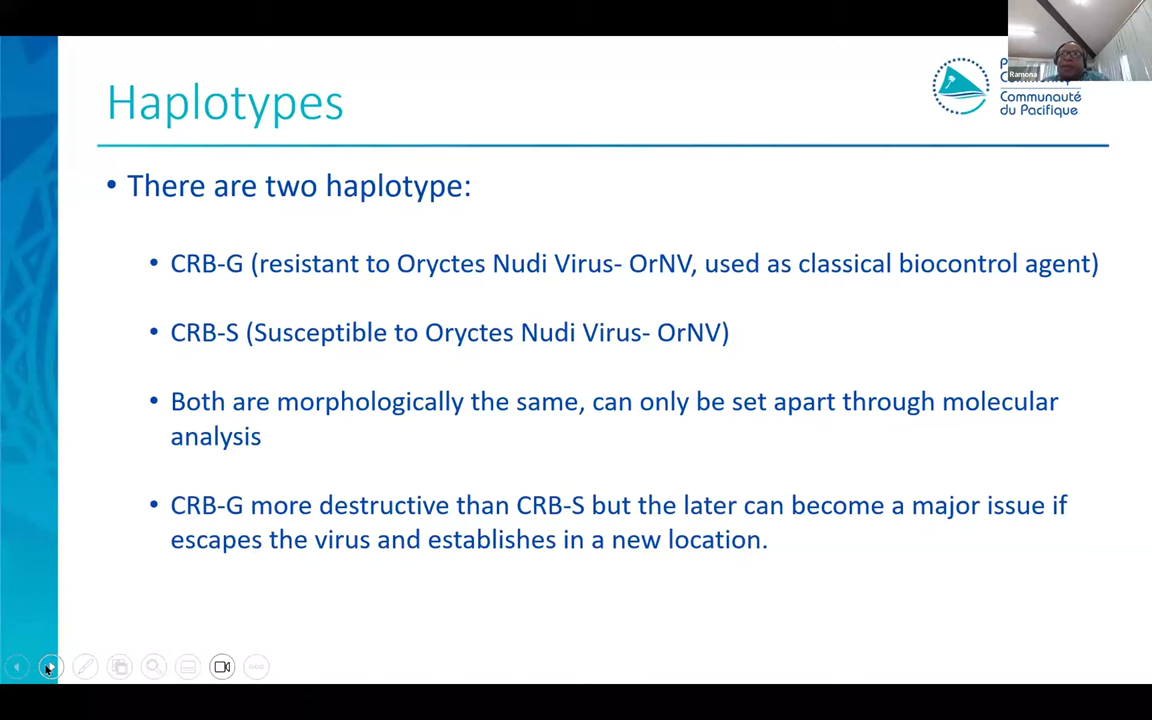 Ramona
Haplotypes
Communauté
du Pacifique
• There are two haplotype:
• CRB-G (resistant to Oryctes Nudi Virus- OrNV, used as classical biocontrol agent)
• CRB-S (Susceptible to Oryctes Nudi Virus- OrNV)
• Both are morphologically the same, can only be set apart through molecular
analysis
• CRB-G more destructive than CRB-S but the later can become a major issue if
escapes the virus and establishes in a new location.